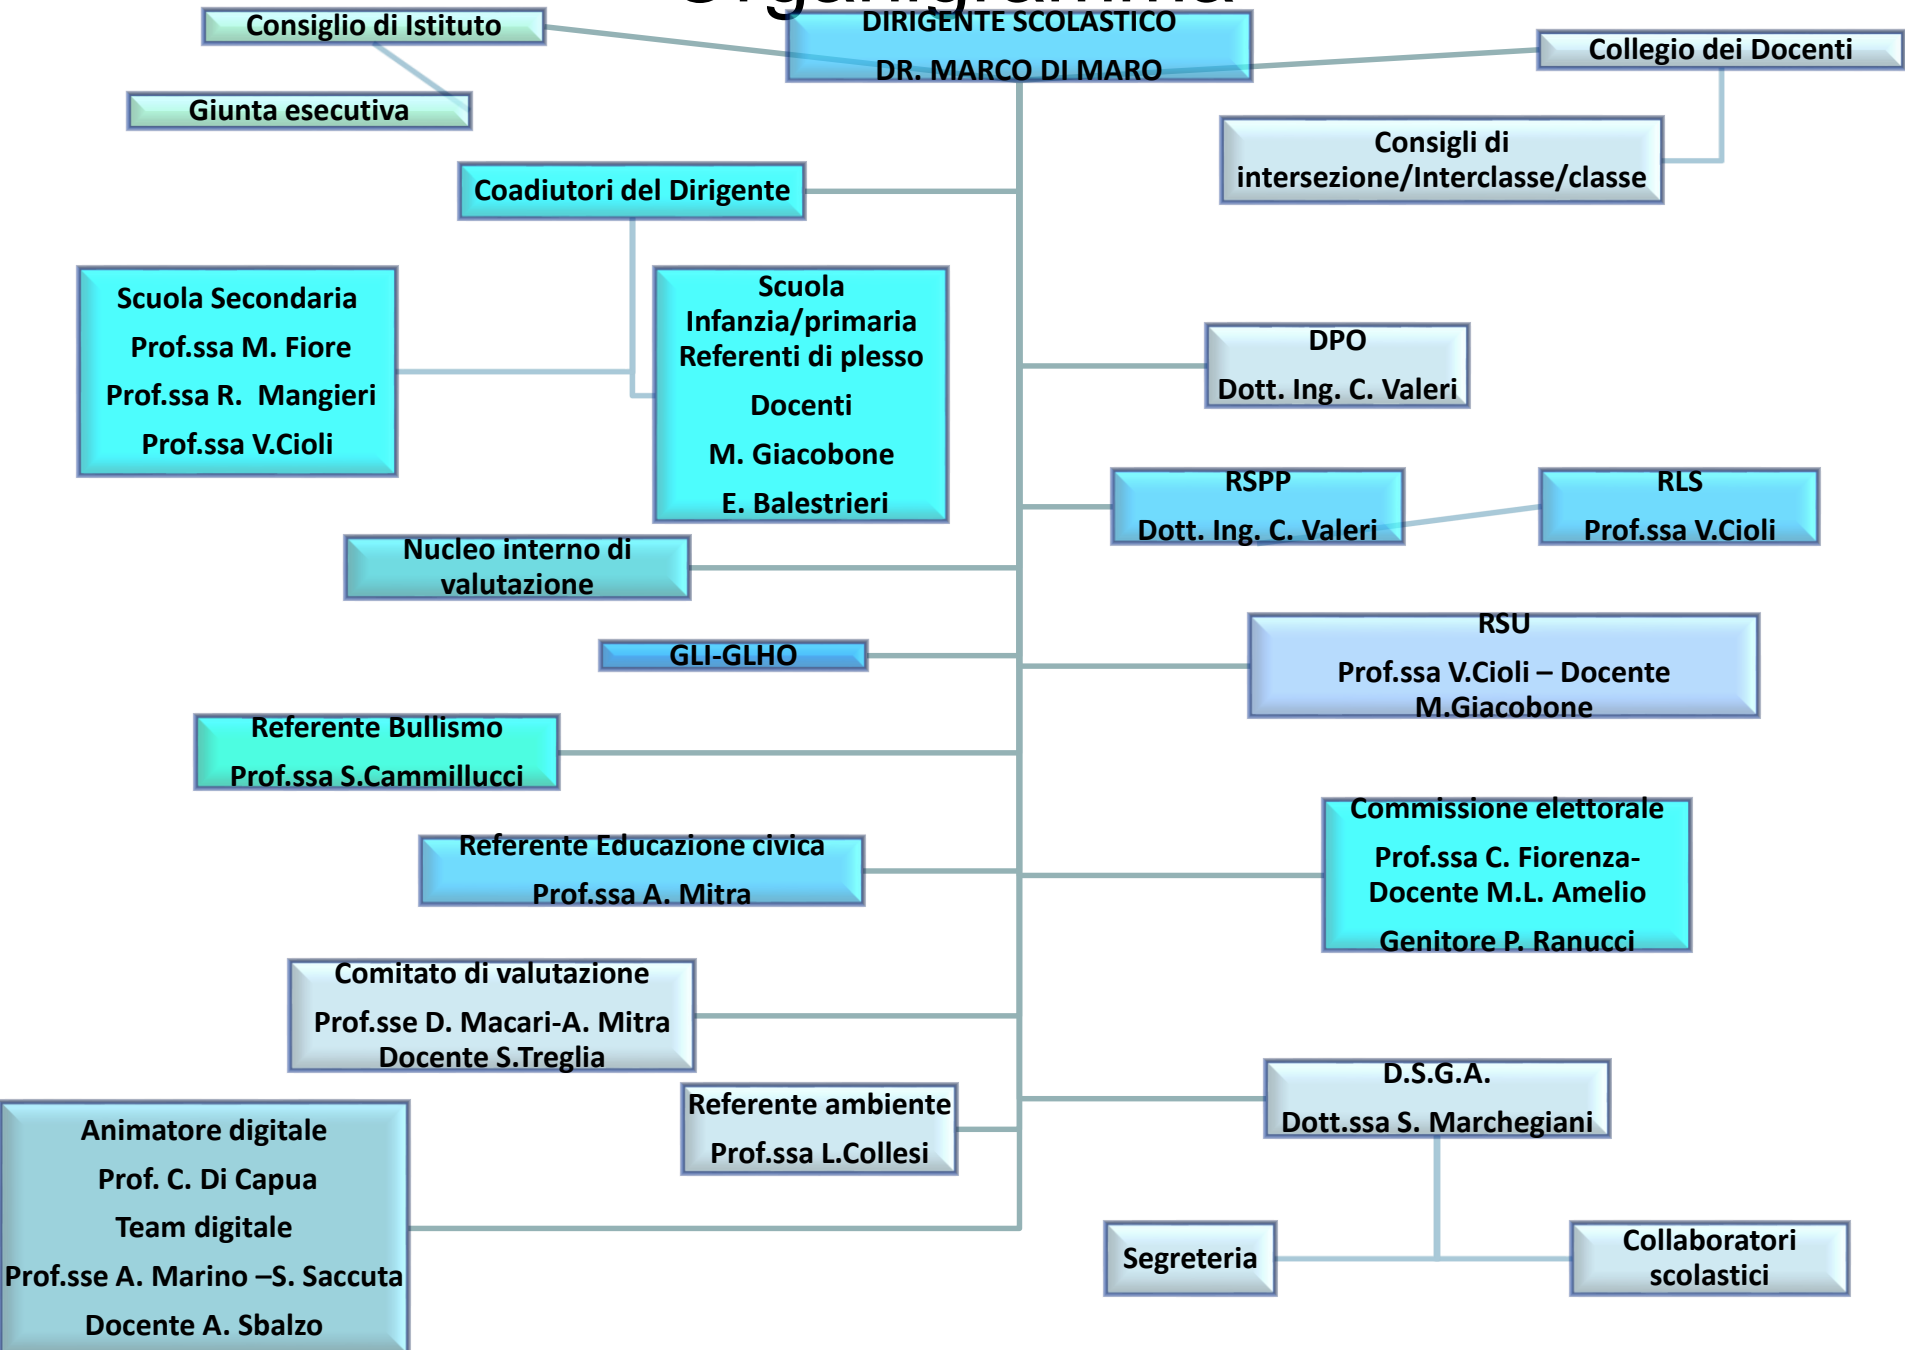 Organigramma
Consiglio di Istituto
DIRIGENTE SCOLASTICO
DR. MARCO DI MARO
Collegio dei Docenti
Giunta esecutiva
Consigli di
intersezione/Interclasse/classe
Coadiutori del Dirigente
Scuola Secondaria
Prof.ssa M. Fiore
Prof.ssa R.  Mangieri
Prof.ssa V.Cioli
Scuola
Infanzia/primaria
Referenti di plesso
Docenti
M. Giacobone
E. Balestrieri
DPO
Dott. Ing. C. Valeri
RSPP
Dott. Ing. C. Valeri
RLS
Prof.ssa V.Cioli
Nucleo interno di
valutazione
GLI-GLHO
RSU
Prof.ssa V.Cioli – Docente
M.Giacobone
Referente Bullismo
Prof.ssa S.Cammillucci
Commissione elettorale
Prof.ssa C. Fiorenza-
Docente M.L. Amelio
Genitore P. Ranucci
Referente Educazione civica
Prof.ssa A. Mitra
Comitato di valutazione
Prof.sse D. Macari-A. Mitra
Docente S.Treglia
Referente ambiente
Prof.ssa L.Collesi
D.S.G.A.
Dott.ssa S. Marchegiani
Animatore digitale
Prof. C. Di Capua
Team digitale
Prof.sse A. Marino –S. Saccuta
Docente A. Sbalzo
Segreteria
Collaboratori
scolastici